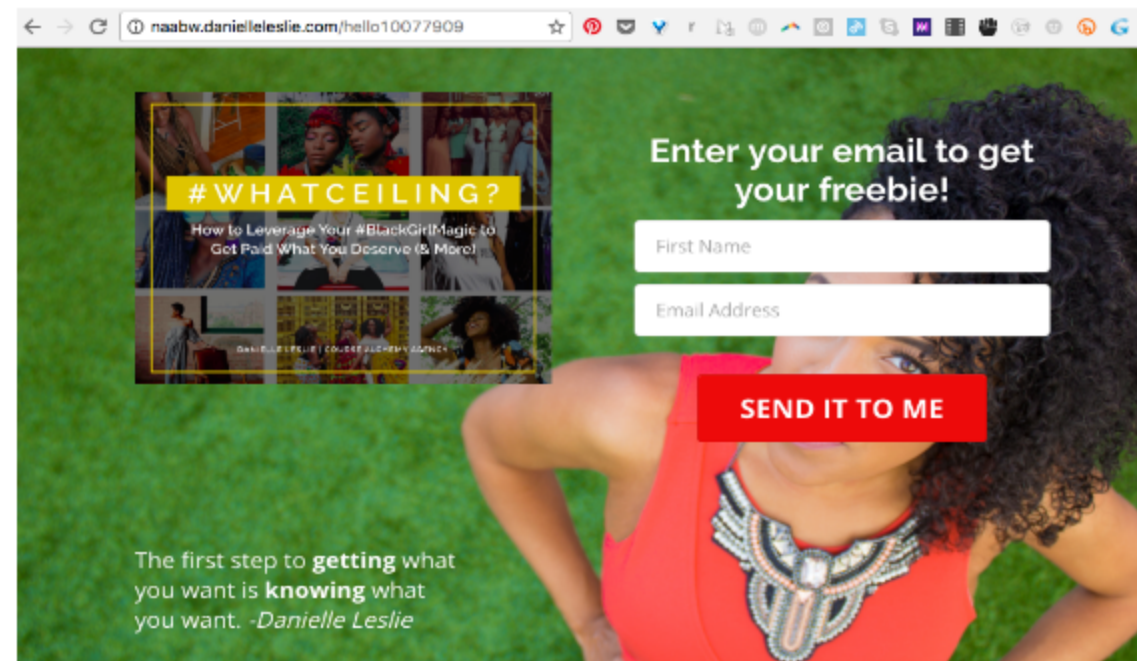 naabw.danielleleslie.com/hello10077909
#WHATCEILING?
How to Leverage Your #BlackGirlMagic to
Get Paid What You Deserve (& More)
DANIELLE LESLIE | COURSE ALCHEMY AGENCY
Enter your email to get
your freebie!
First Name
Email Address
SEND IT TO ME
The first step to getting what
you want is knowing what
you want. -Danielle Leslie